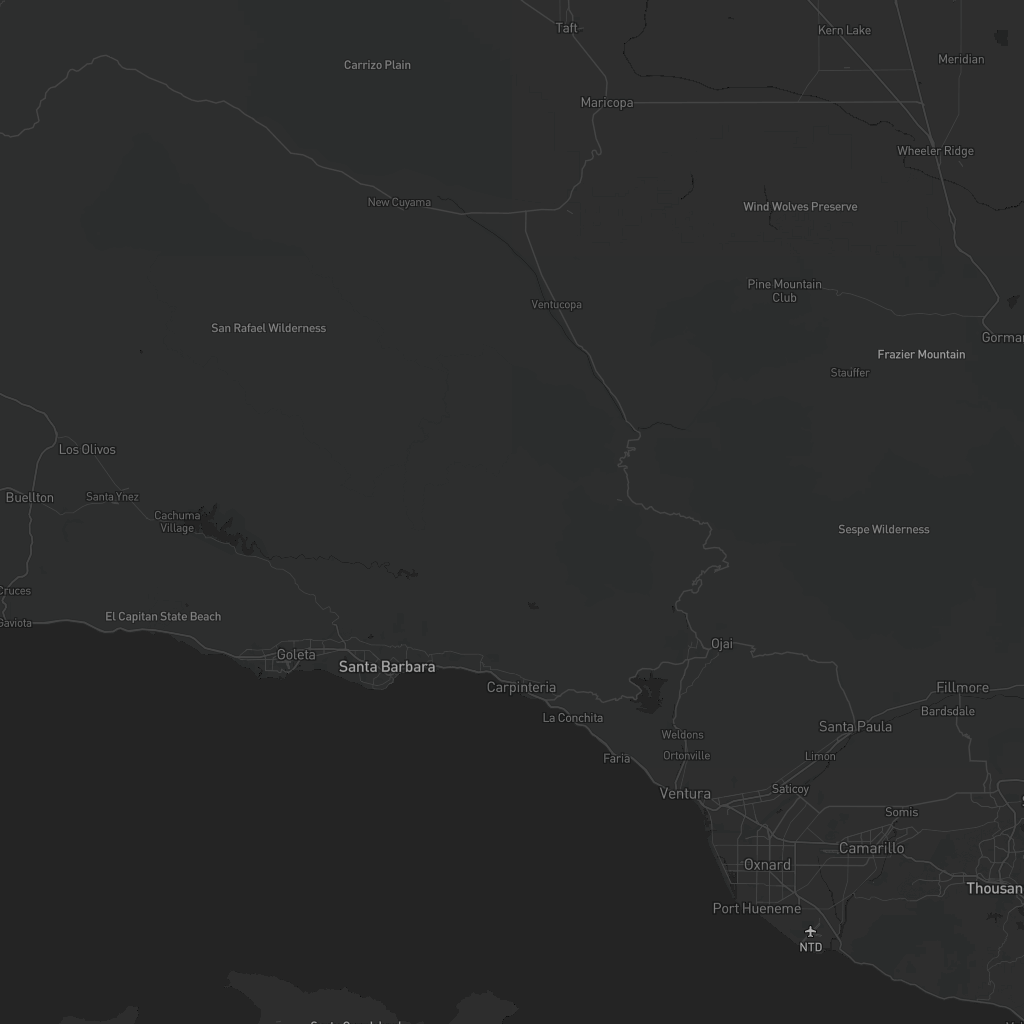 Taft
Kern Lake
Carrizo Plain
Meridian
Maricopa
Wheeler Ridge
New Cuyama
Wind Wolves Preserve
Pine Mountain
Club
Ventucopa
San Rafael Wilderness
Gorman
Frazier Mountain
Stauffer
Los Olivos
Buellton
Santa Ynez
Cachuma
Village
Sespe Wilderness
Cruces
El Capitan State Beach
Gaviota
Ojai
Goleta
Santa Barbara
Carpinteria
Fillmore
Bardsdale
La Conchita
Santa Paula
Weldons
Faria
Ortonville
Limon
Saticoy
Ventura
Somis
Camarillo
Oxnard
Thousan
Port Hueneme
NTD